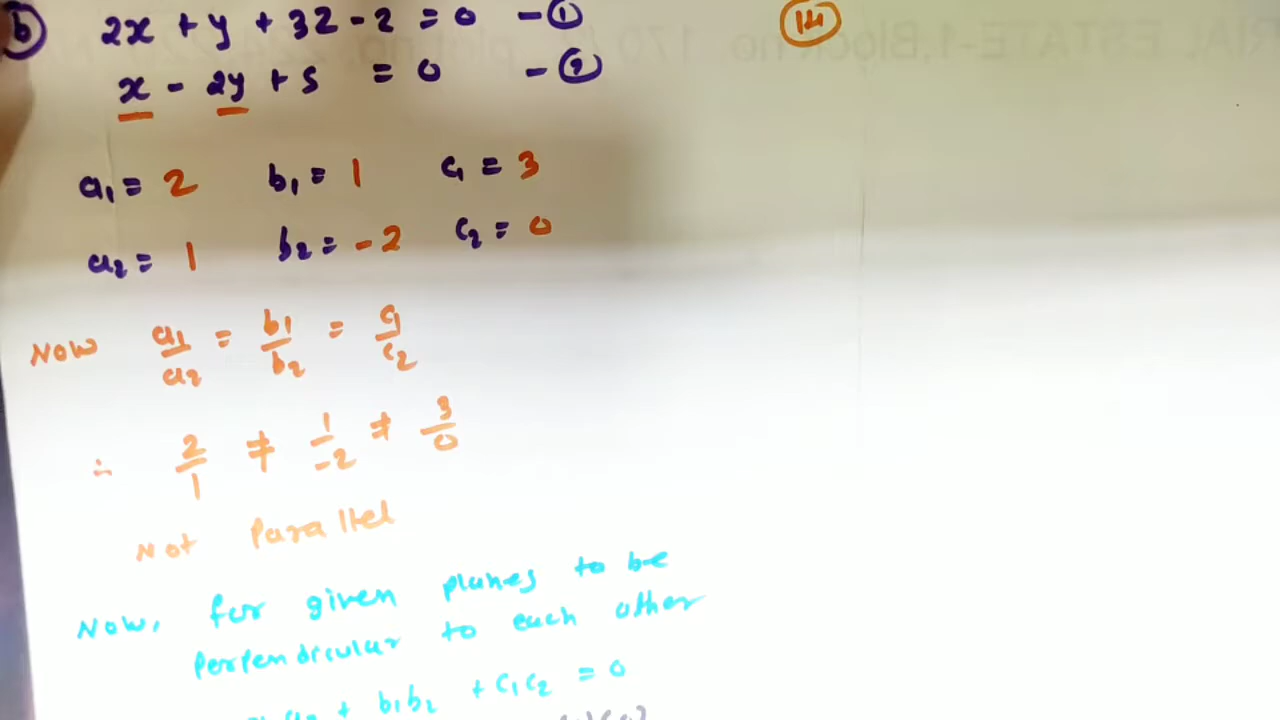 b) 2x + y + 3z - 2 = 0 - ① 14
x - 2y + 5 = 0 - ②
a₁ = 2 b₁ = 1 c₁ = 3
a₂ = 1 b₂ = -2 c₂ = 0
Now a₁/a₂ = b₁/b₂ = c₁/c₂
∴ 2/1 ≠ 1/-2 ≠ 3/0
Not Parallel
Now, for given planes to be
Perpendicular to each other
a₂ + b₁b₂ + c₁c₂ = 0